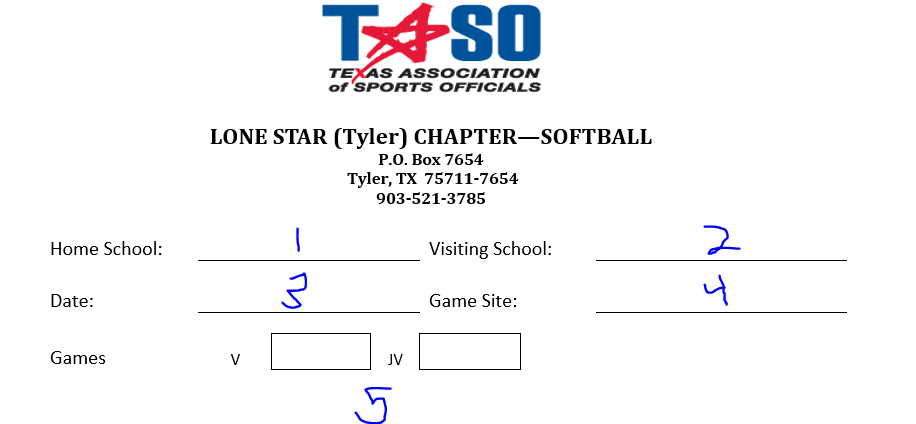 TASO
TEXAS ASSOCIATION
of SPORTS OFFICIALS
LONE STAR (Tyler) CHAPTER—SOFTBALL
P.O. Box 7654
Tyler, TX 75711-7654
903-521-3785
Home School: 1 Visiting School: 2
Date: 3 Game Site: 4
Games V JV
5